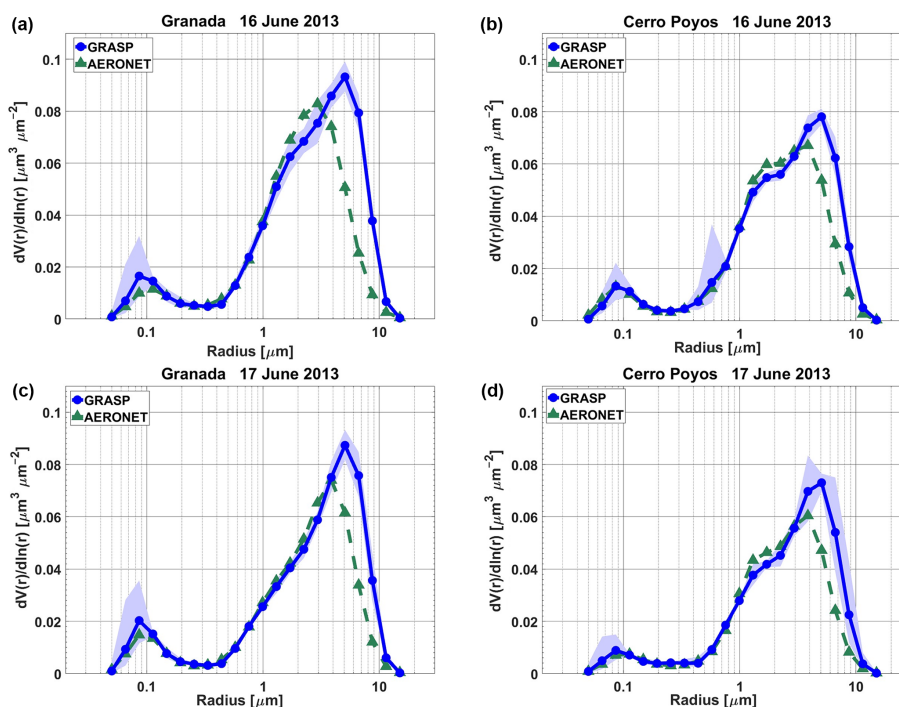 (a)
Granada 16 June 2013
GRASP
AERONET
0.1
0.08
0.06
0.04
0.02
0
dV(r)/dln(r) [μm³ μm⁻²]
0.1 1 10
Radius [μm]
(b)
Cerro Poyos 16 June 2013
GRASP
AERONET
0.1
0.08
0.06
0.04
0.02
0
dV(r)/dln(r) [μm³ μm⁻²]
0.1 1 10
Radius [μm]
(c)
Granada 17 June 2013
GRASP
AERONET
0.1
0.08
0.06
0.04
0.02
0
dV(r)/dln(r) [μm³ μm⁻²]
0.1 1 10
Radius [μm]
(d)
Cerro Poyos 17 June 2013
GRASP
AERONET
0.1
0.08
0.06
0.04
0.02
0
dV(r)/dln(r) [μm³ μm⁻²]
0.1 1 10
Radius [μm]